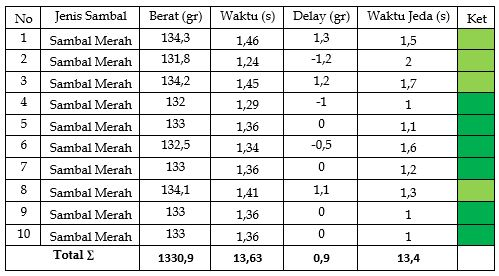 No Jenis Sambal Berat (gr) Waktu (s) Delay (gr) Waktu Jeda (s) Ket
1 Sambal Merah 134,3 1,46 1,3 1,5
2 Sambal Merah 131,8 1,24 -1,2 2
3 Sambal Merah 134,2 1,45 1,2 1,7
4 Sambal Merah 132 1,29 -1 1
5 Sambal Merah 133 1,36 0 1,1
6 Sambal Merah 132,5 1,34 -0,5 1,6
7 Sambal Merah 133 1,36 0 1,2
8 Sambal Merah 134,1 1,41 1,1 1,3
9 Sambal Merah 133 1,36 0 1
10 Sambal Merah 133 1,36 0 1
Total Σ 1330,9 13,63 0,9 13,4